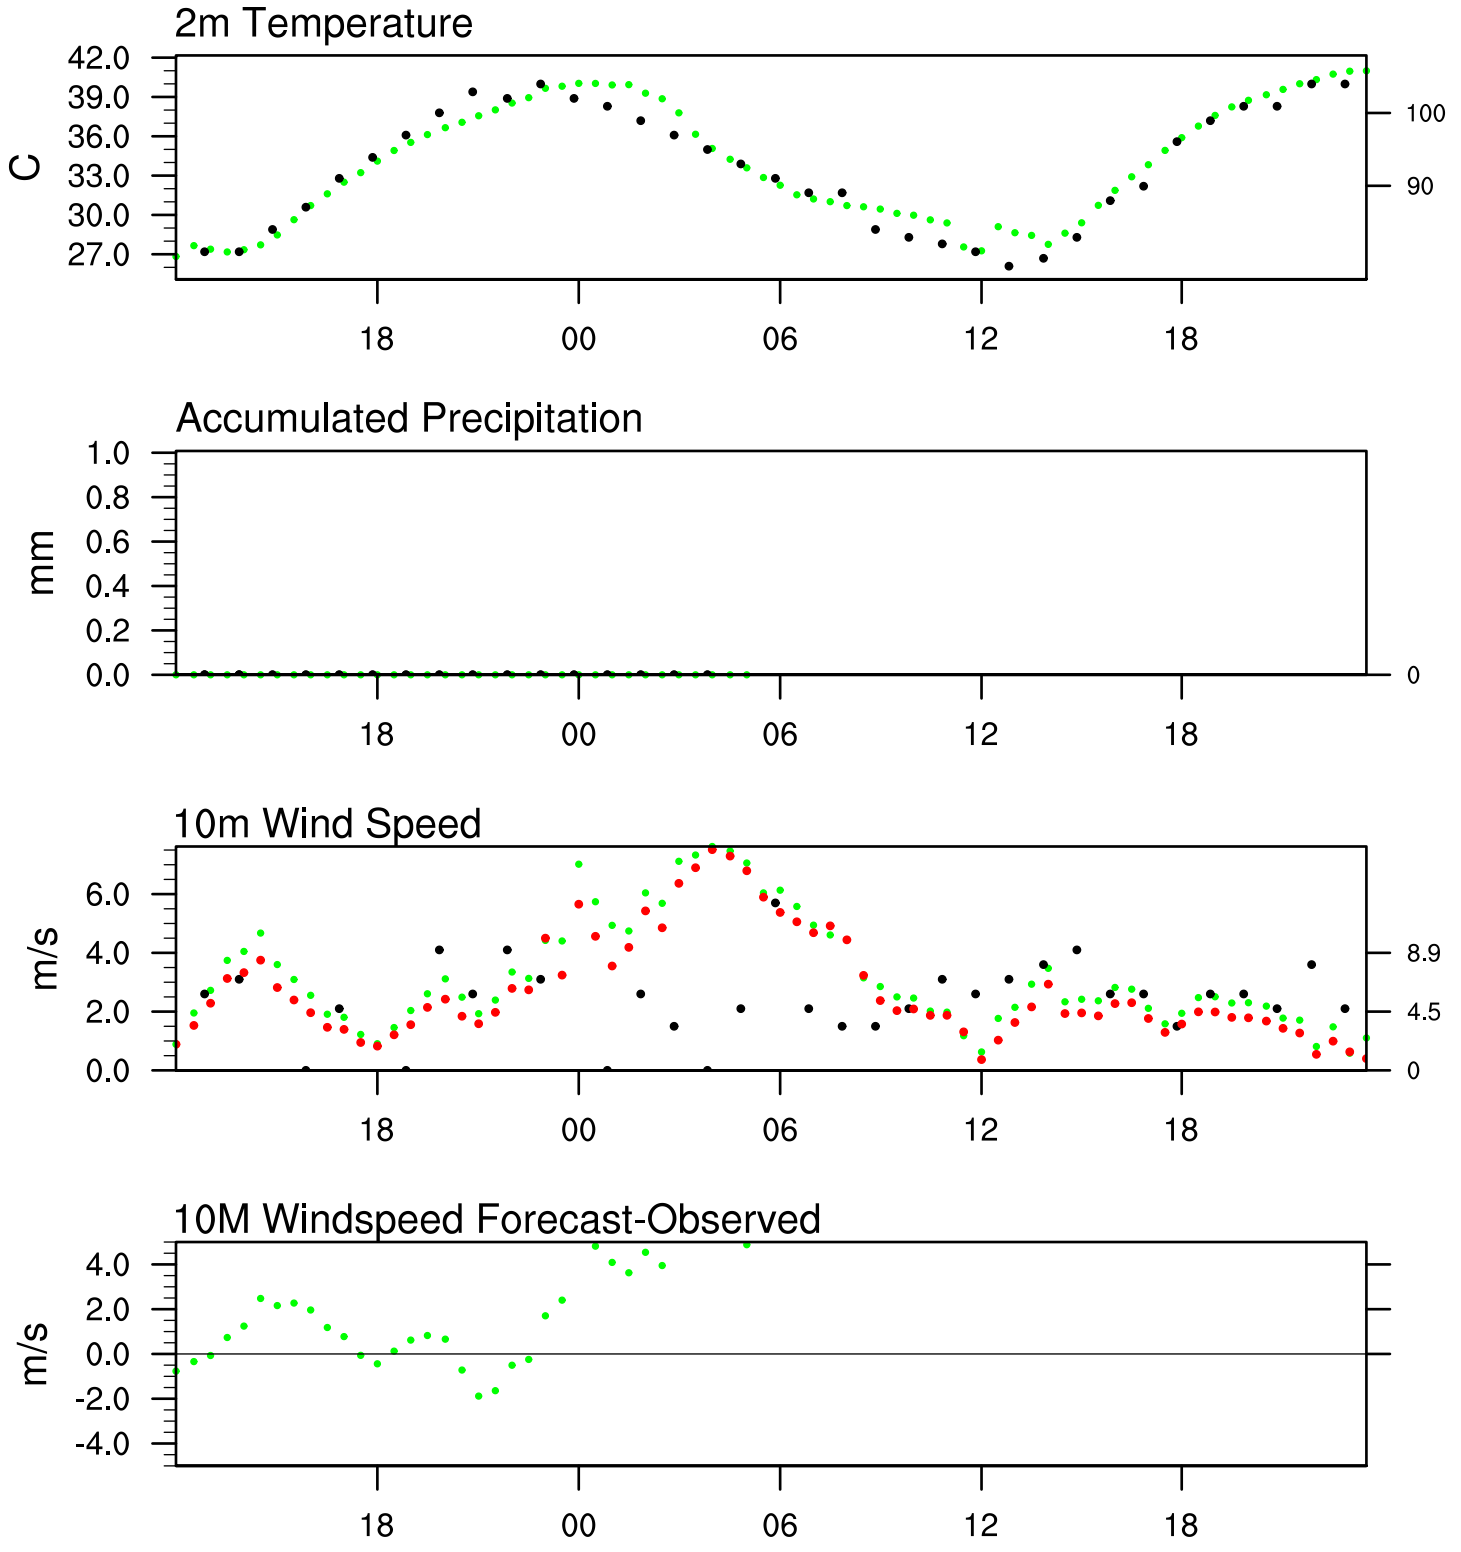 2m Temperature
42.0
39.0
36.0
33.0
30.0
27.0
C
100
90
18 00 06 12 18
Accumulated Precipitation
1.0
0.8
0.6
0.4
0.2
0.0
mm
0
18 00 06 12 18
10m Wind Speed
6.0
4.0
2.0
0.0
m/s
8.9
4.5
0
18 00 06 12 18
10M Windspeed Forecast-Observed
4.0
2.0
0.0
-2.0
-4.0
m/s
18 00 06 12 18